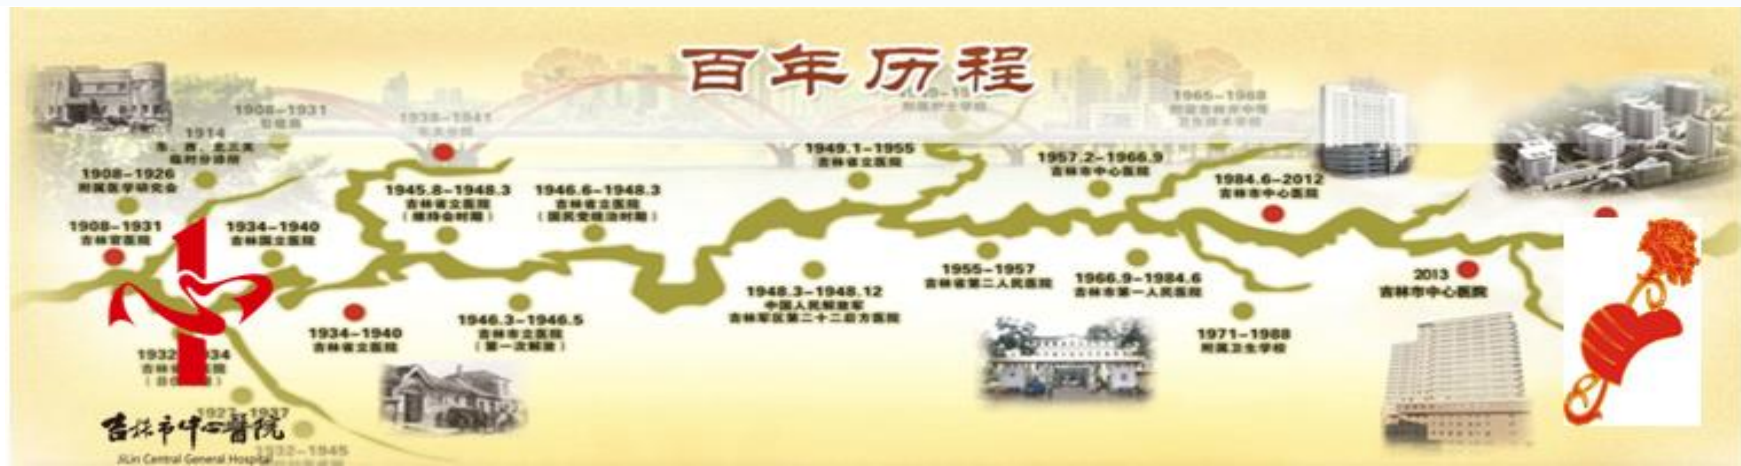 百年历程
1908-1931
1914
东、西、北三关
临时分诊所
1908-1926
附属医学研究会
1908-1931
吉林官医院
1934-1940
吉林国立医院
1938-1941
1945.8-1948.3
吉林省立医院
（维持会时期）
1946.6-1948.3
吉林省立医院
（国民党统治时期）
1949.1-1955
吉林省立医院
1957.2-1966.9
吉林市中心医院
1965-1988
1984.6-2012
吉林市中心医院
1934-1940
吉林省立医院
1946.3-1946.5
吉林市立医院
（第一次解放）
1948.3-1948.12
中国人民解放军
吉林军区第二十二后方医院
1955-1957
吉林省第二人民医院
1966.9-1984.6
吉林市第一人民医院
1971-1988
附属卫生学校
2013
吉林市中心医院
吉林市中心醫院
JiLin Central General Hospital
1932-1945